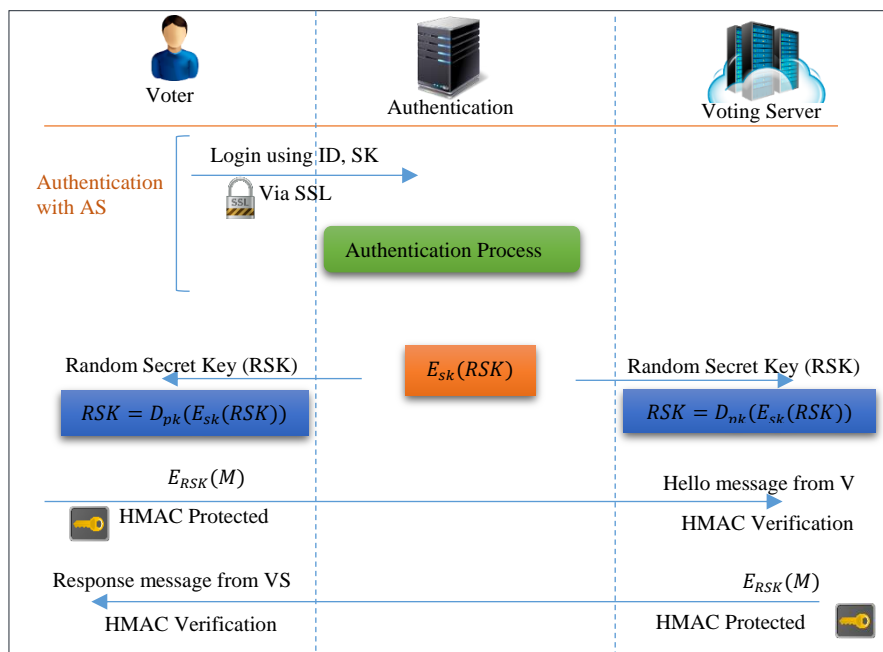 Voter
Authentication
Voting Server
Login using ID, SK
Authentication
with AS
SSL
Via SSL
Authentication Process
Random Secret Key (RSK)
E_sk(RSK)
Random Secret Key (RSK)
RSK = D_pk(E_sk(RSK))
RSK = D_pk(E_sk(RSK))
E_RSK(M)
Hello message from V
HMAC Protected
HMAC Verification
Response message from VS
E_RSK(M)
HMAC Verification
HMAC Protected